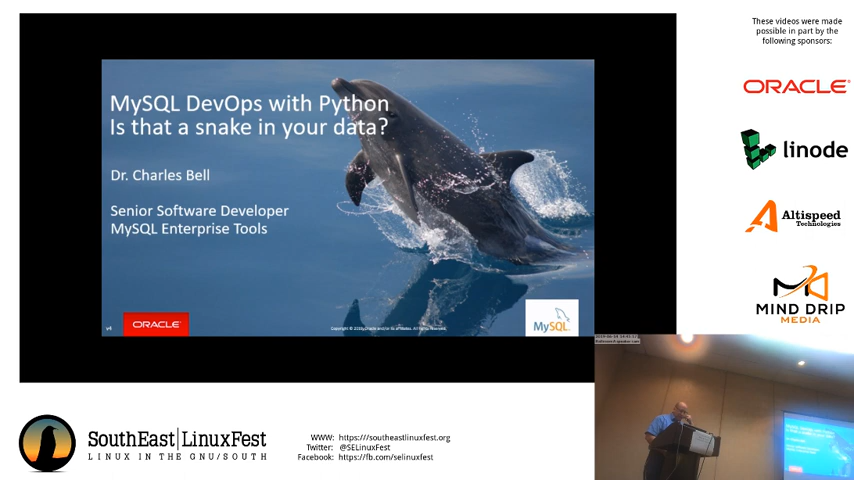 These videos were made
possible in part by the
following sponsors:
ORACLE
linode
Altispeed
Technologies
MIND DRIP
MEDIA
MySQL DevOps with Python
Is that a snake in your data?
Dr. Charles Bell
Senior Software Developer
MySQL Enterprise Tools
ORACLE
MySQL
SouthEast|LinuxFest
LINUX IN THE GNU/SOUTH
WWW: https:///southeastlinuxfest.org
Twitter: @SELinuxFest
Facebook: https://fb.com/selinuxfest